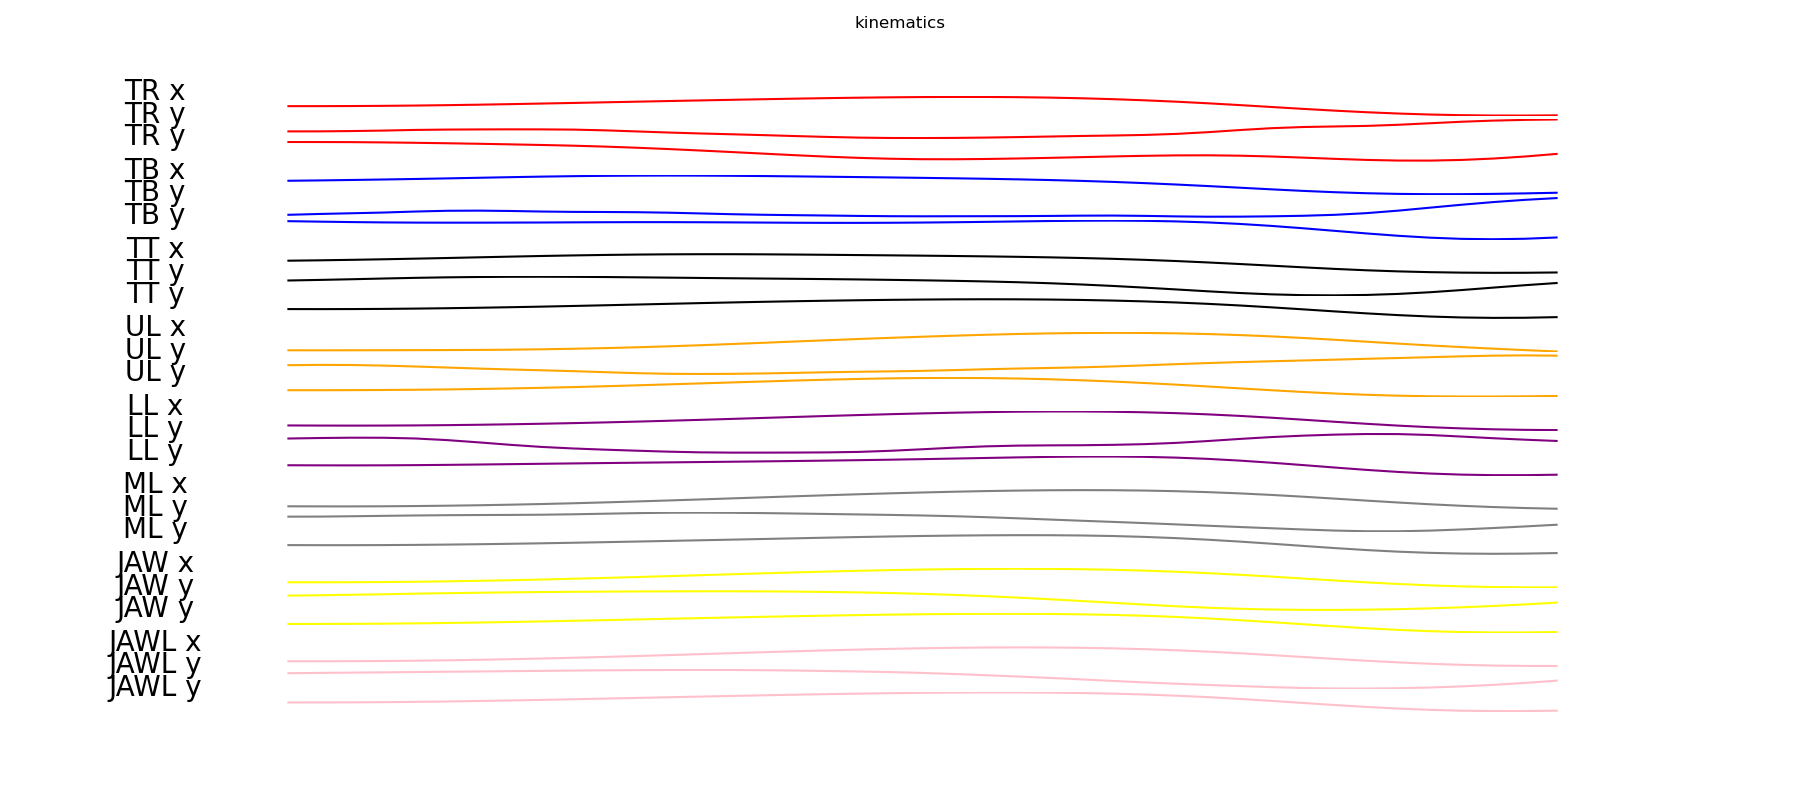 kinematics
TR x
TR y
TR y
TB x
TB y
TB y
TT x
TT y
TT y
UL x
UL y
UL y
LL x
LL y
LL y
ML x
ML y
ML y
JAW x
JAW y
JAW y
JAWL x
JAWL y
JAWL y